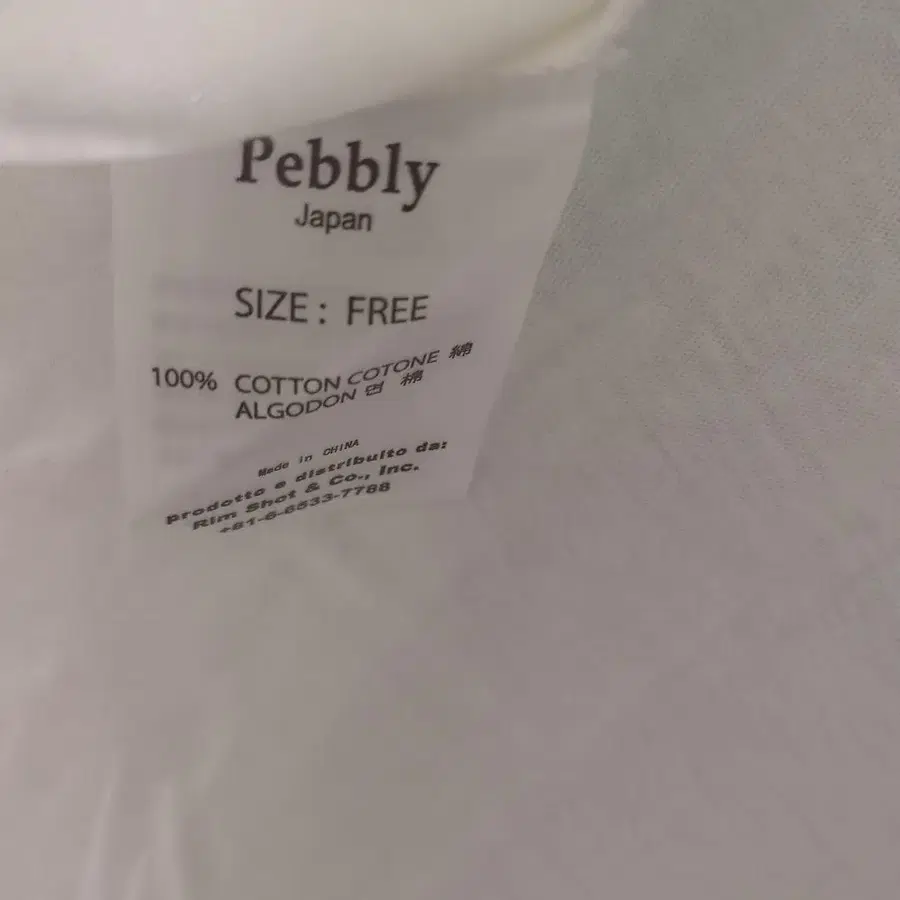 Pebbly
Japan
SIZE : FREE
100% COTTON COTONE 綿
ALGODON 면 棉
Made in CHINA
prodotto e distribuito da:
Rim Shot & Co., Inc.
+81-6-6533-7788